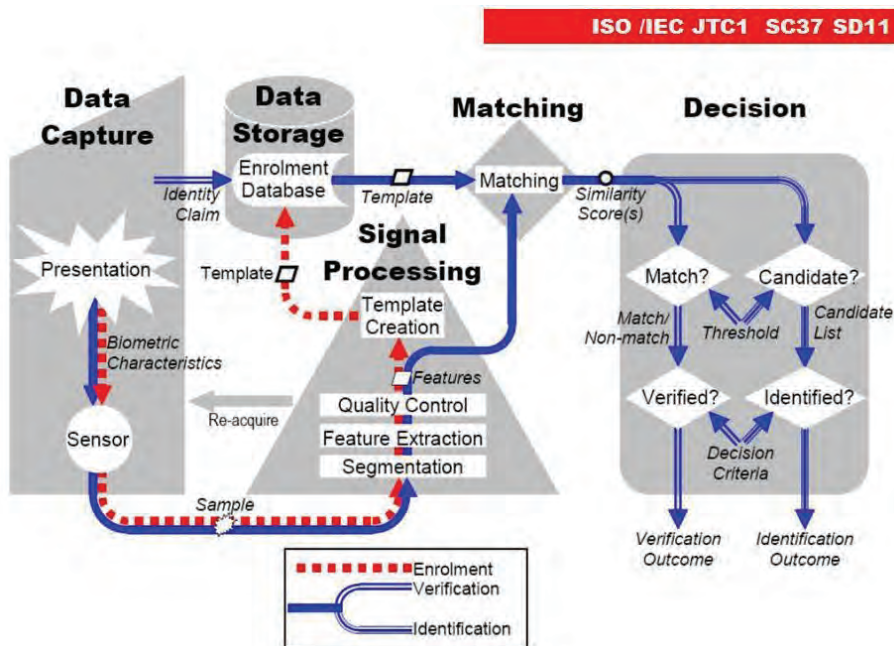 ISO /IEC JTC1 SC37 SD11
Data
Capture
Data
Storage
Matching
Decision
Enrolment
Database
Identity
Claim
Template
Matching
Similarity
Score(s)
Signal
Processing
Presentation
Template
Template
Creation
Match?
Candidate?
Biometric
Characteristics
Match/
Non-match
Threshold
Candidate
List
Features
Re-acquire
Quality Control
Feature Extraction
Segmentation
Sensor
Verified?
Identified?
Decision
Criteria
Sample
Verification
Outcome
Identification
Outcome
Enrolment
Verification
Identification